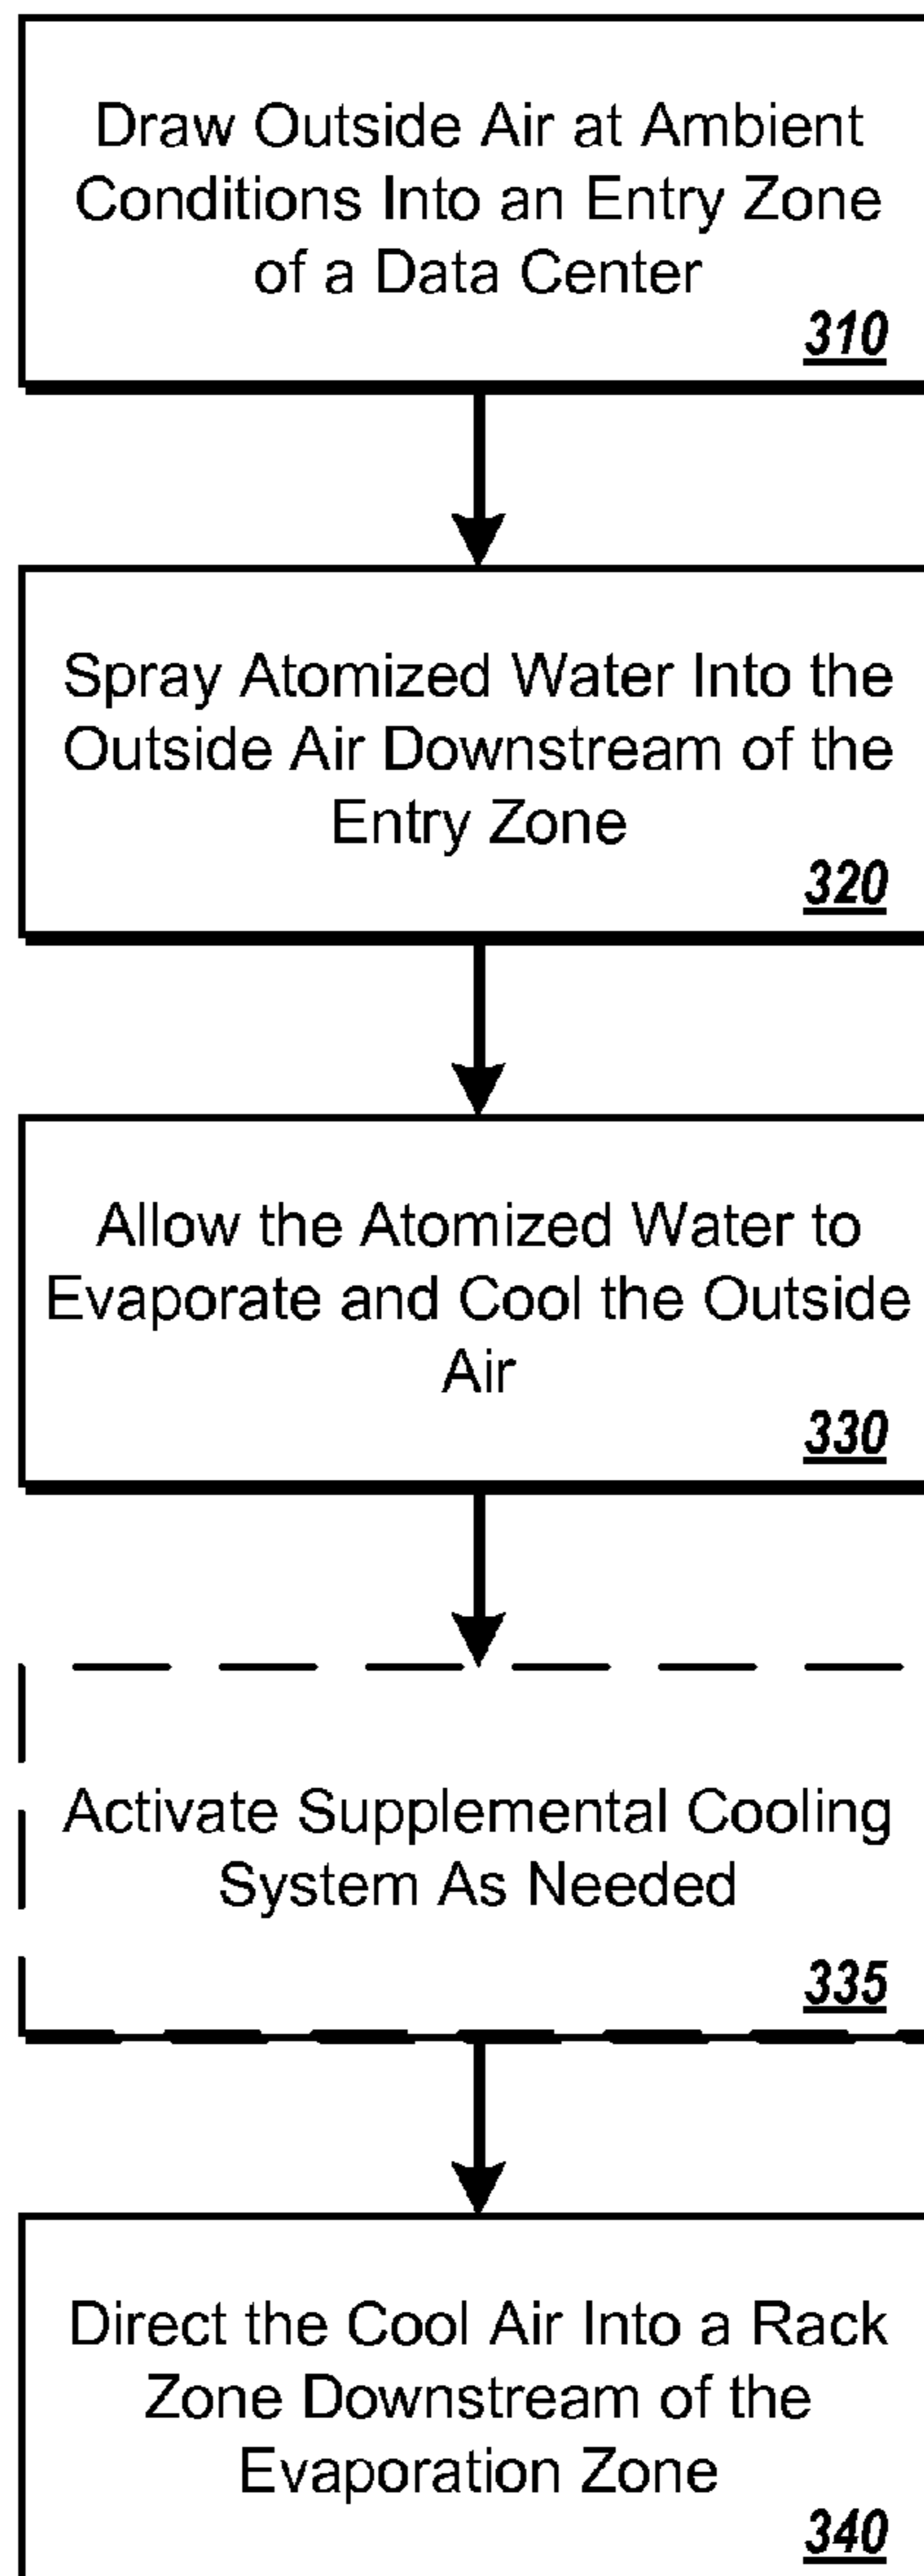 Draw Outside Air at Ambient
Conditions Into an Entry Zone
of a Data Center
310
Spray Atomized Water Into the
Outside Air Downstream of the
Entry Zone
320
Allow the Atomized Water to
Evaporate and Cool the Outside
Air
330
Activate Supplemental Cooling
System As Needed
335
Direct the Cool Air Into a Rack
Zone Downstream of the
Evaporation Zone
340